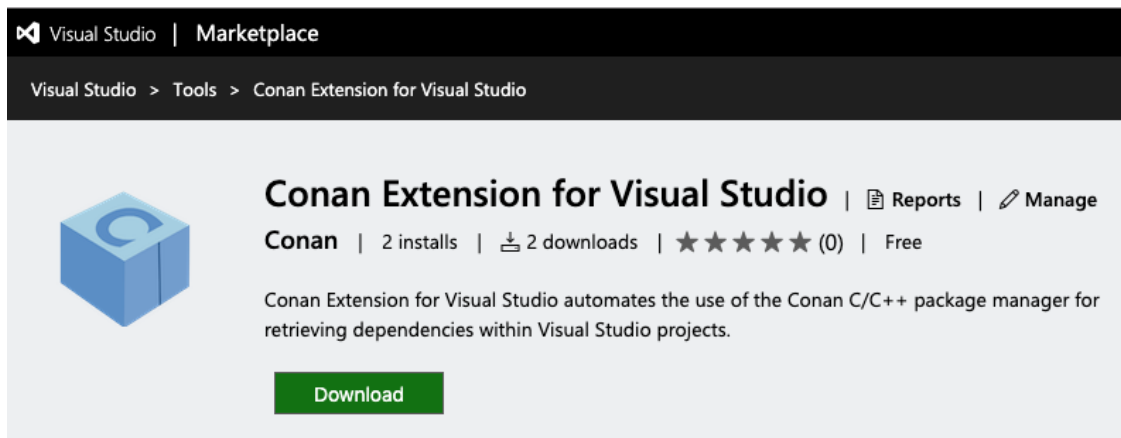 Visual Studio | Marketplace
Visual Studio > Tools > Conan Extension for Visual Studio
Conan Extension for Visual Studio | Reports | Manage
Conan | 2 installs | 2 downloads | ★★★★★ (0) | Free
Conan Extension for Visual Studio automates the use of the Conan C/C++ package manager for
retrieving dependencies within Visual Studio projects.
Download